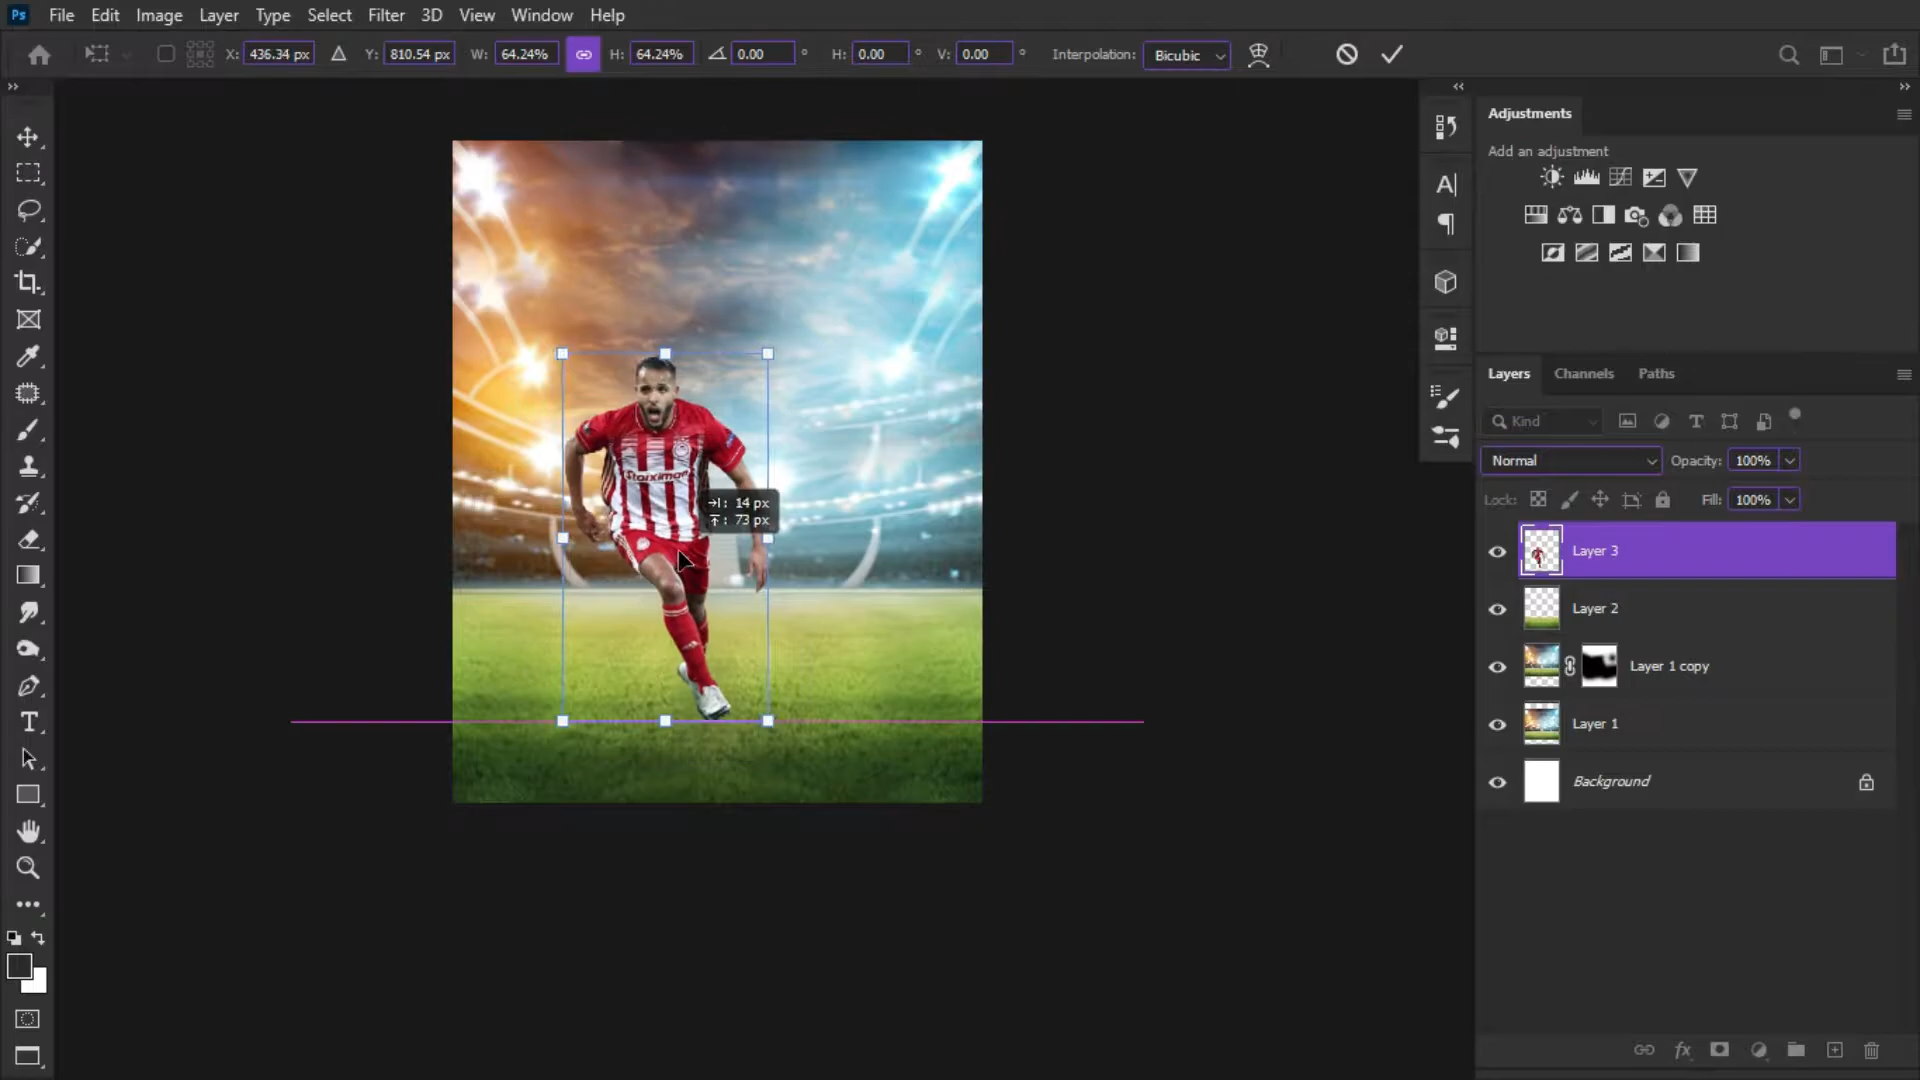 Ps File Edit Image Layer Type Select Filter 3D View Window Help
X: 436.34 px Y: 810.54 px W: 64.24% H: 64.24% 0.00 ° H: 0.00 ° V: 0.00 ° Interpolation: Bicubic
Adjustments
Add an adjustment
A|
Layers Channels Paths
Kind
Normal Opacity: 100%
Lock: Fill: 100%
Stoiximan
: 14 px
: 73 px
Layer 3
Layer 2
Layer 1 copy
Layer 1
Background
T
fx